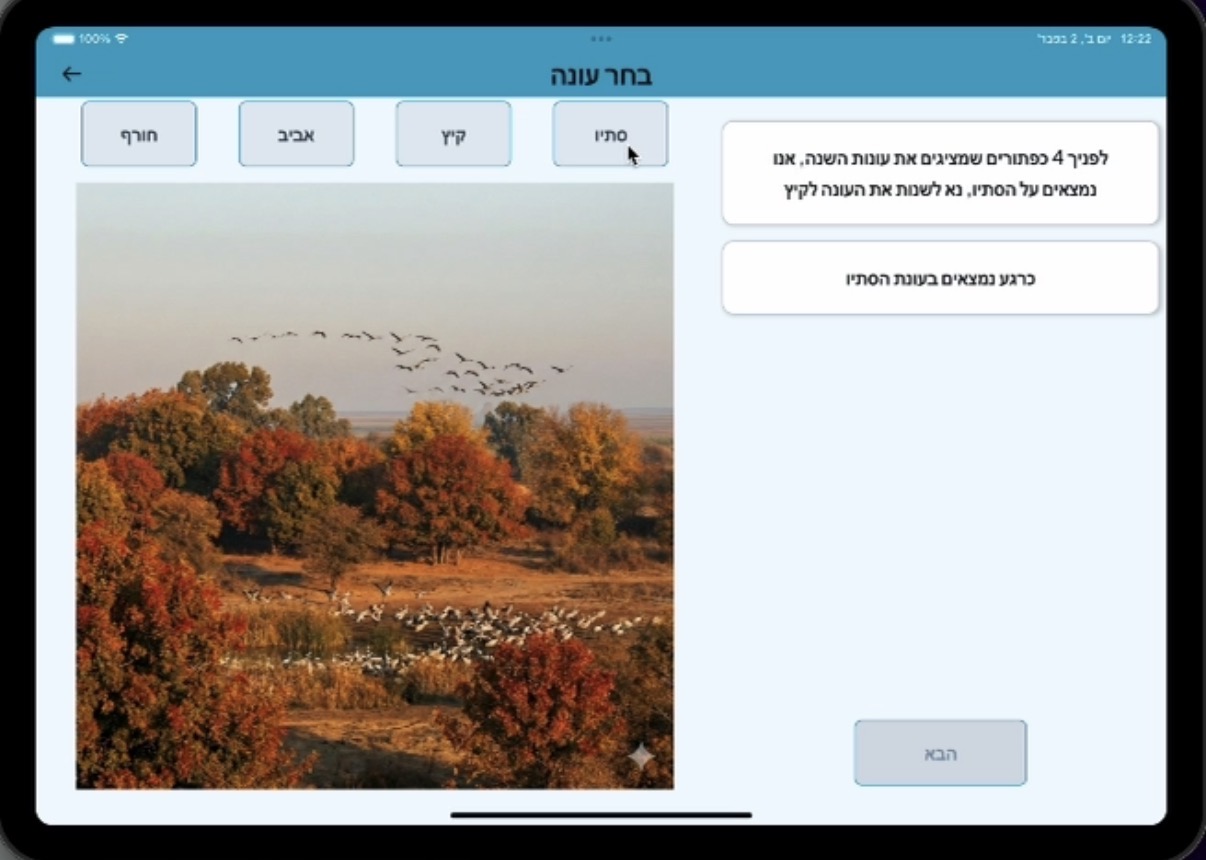 12:22 יום ב׳, 2 בפבר׳
100%
בחר עונה
סתיו
קיץ
אביב
חורף
לפניך 4 כפתורים שמציגים את עונות השנה, אנו
נמצאים על הסתיו, נא לשנות את העונה לקיץ
כרגע נמצאים בעונת הסתיו
הבא